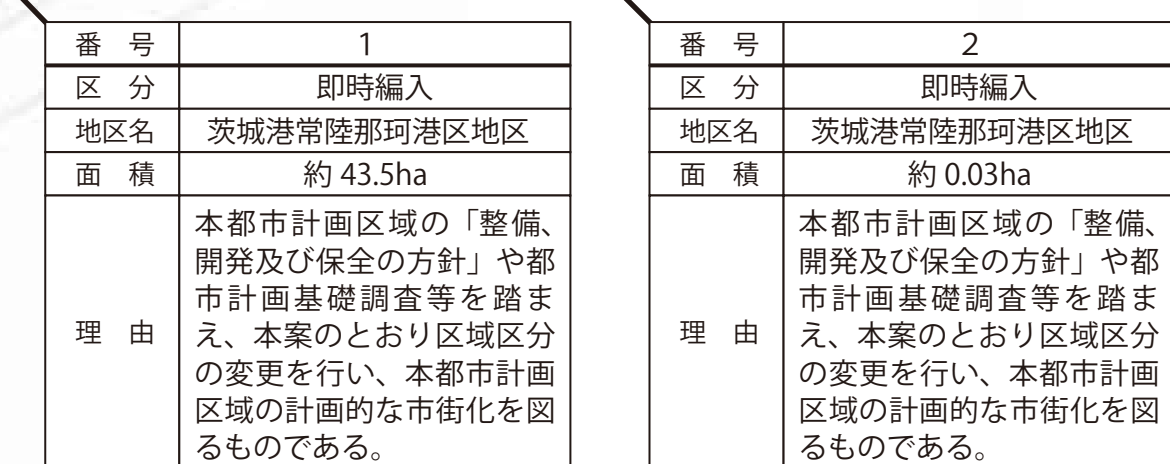 番　号　1
区　分　即時編入
地区名　茨城港常陸那珂港区地区
面　積　約 43.5ha
理　由
本都市計画区域の「整備、
開発及び保全の方針」や都
市計画基礎調査等を踏ま
え、本案のとおり区域区分
の変更を行い、本都市計画
区域の計画的な市街化を図
るものである。
番　号　2
区　分　即時編入
地区名　茨城港常陸那珂港区地区
面　積　約 0.03ha
理　由
本都市計画区域の「整備、
開発及び保全の方針」や都
市計画基礎調査等を踏ま
え、本案のとおり区域区分
の変更を行い、本都市計画
区域の計画的な市街化を図
るものである。